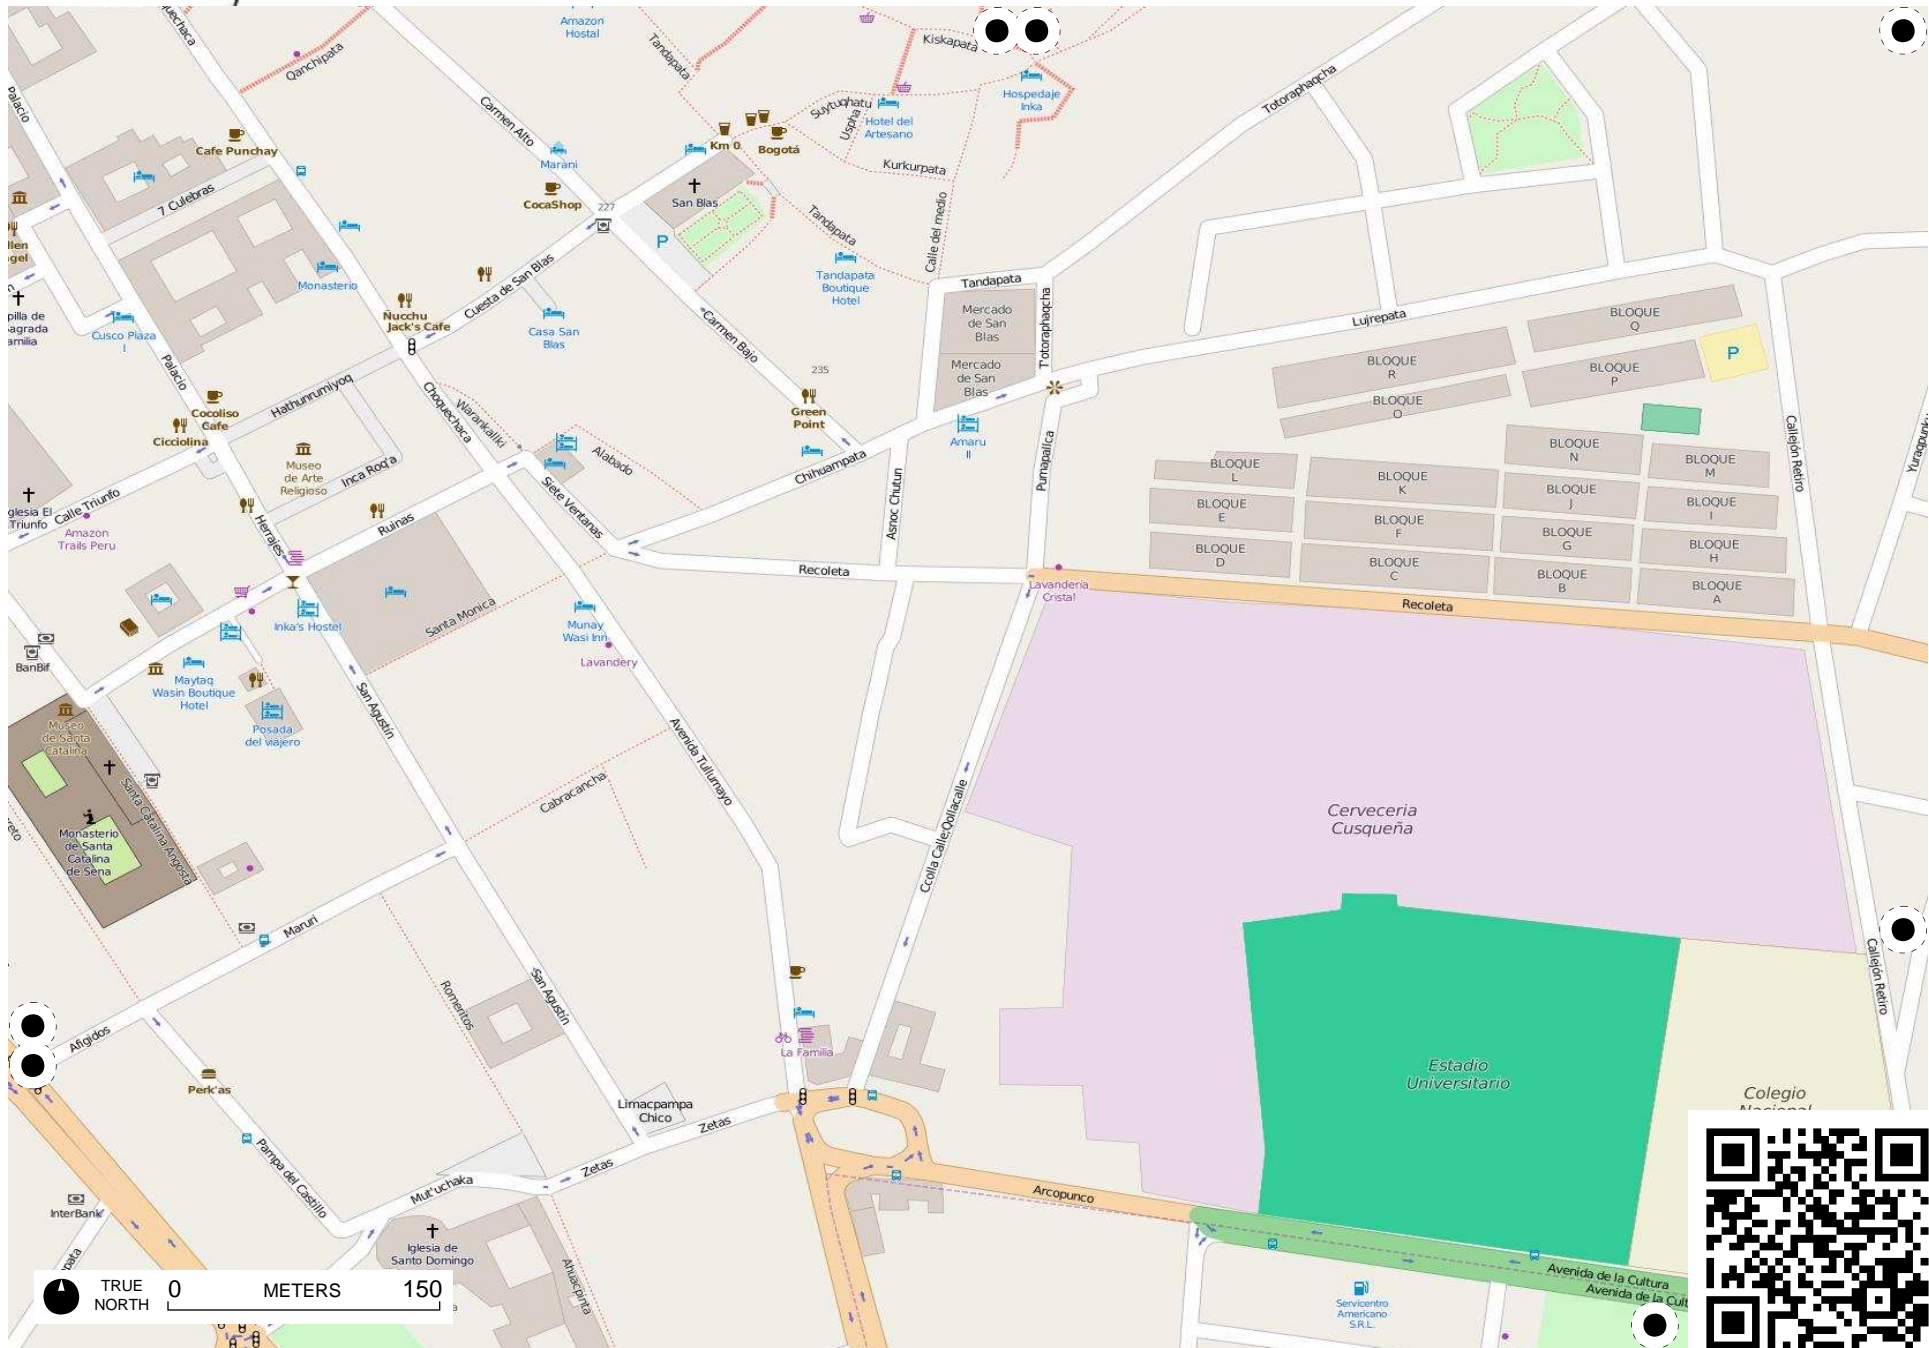 Amazon
Hostal
Qanchipata
Tandapata
Kiskapata
Hospedaje
Inka
Totoraphaqcha
Palacio
Carmen Alto
Suytuqhatu
Uspha
Hotel del
Artesano
Cafe Punchay
Km 0
Bogotá
Marani
Kurkurpata
CocaShop
San Blas
7 Culebras
227
P
Tandapata
Calle del medio
Monasterio
Cuesta de San Blas
Tandapata
Boutique
Hotel
Tandapata
Totoraphaqcha
Mercado
de San
Blas
Mercado
de San
Blas
Lujrepata
BLOQUE
Q
BLOQUE
R
BLOQUE
P
P
BLOQUE
O
Cusco Plaza
I
Ñucchu
Jack's Cafe
Casa San
Blas
Carmen Bajo
235
Palacio
Hathunrumiyoq
Choquechaca
Warankallki
Green
Point
Cocoliso
Cafe
Cicciolina
Amaru
II
Pumapallca
Callejón Retiro
BLOQUE
N
BLOQUE
M
BLOQUE
L
BLOQUE
K
BLOQUE
J
BLOQUE
I
BLOQUE
E
BLOQUE
F
BLOQUE
G
BLOQUE
H
BLOQUE
D
BLOQUE
C
BLOQUE
B
BLOQUE
A
Museo
de Arte
Religioso
Inca Roq'a
Alabado
Chihuampata
Asnoc Chutun
Siete Ventanas
Calle Triunfo
Amazon
Trails Peru
Herrajes
Ruinas
Recoleta
Lavandería
Cristal
Recoleta
Inka's Hostel
Santa Monica
Munay
Wasi Inn
Lavandery
BanBif
Maytaq
Wasin Boutique
Hotel
San Agustín
Posada
del viajero
Museo
de Santa
Catalina
Avenida Tullumayo
Cabracancha
Santa Catalina Angosta
Monasterio
de Santa
Catalina
de Sena
Ccolla Calle;Qollacalle
Cerveceria
Cusqueña
Maruri
San Agustín
Romeritos
Callejón Retiro
Afigidos
Perk'as
La Familia
Estadio
Universitario
Colegio
Limacpampa
Chico
Zetas
Zetas
Pampa del Castillo
Mut'uchaka
Arcopunco
InterBank
Iglesia de
Santo Domingo
Ahuacpinta
Avenida de la Cultura
Servicentro
Americano
S.R.L.
TRUE
NORTH
0 METERS 150